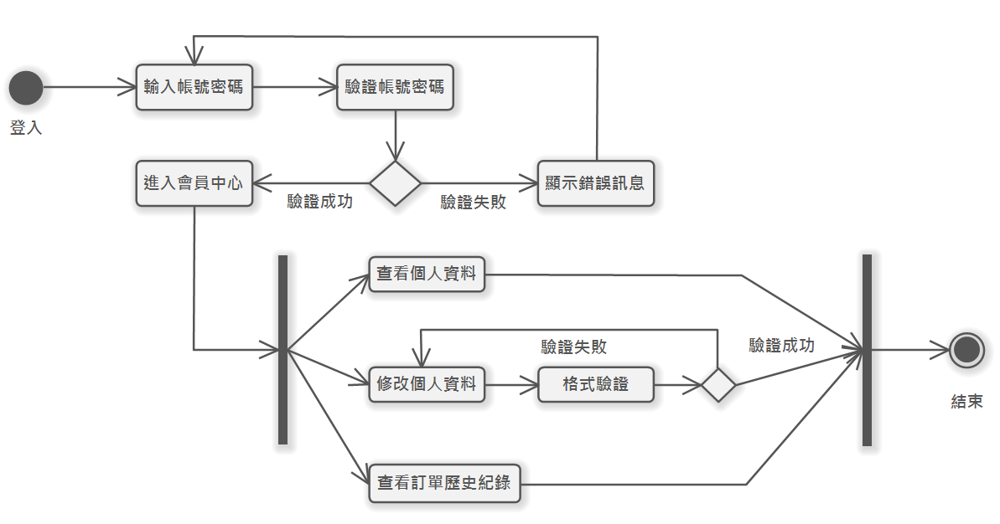 輸入帳號密碼
驗證帳號密碼
登入
進入會員中心
顯示錯誤訊息
驗證成功
驗證失敗
查看個人資料
驗證失敗
驗證成功
修改個人資料
格式驗證
結束
查看訂單歷史紀錄